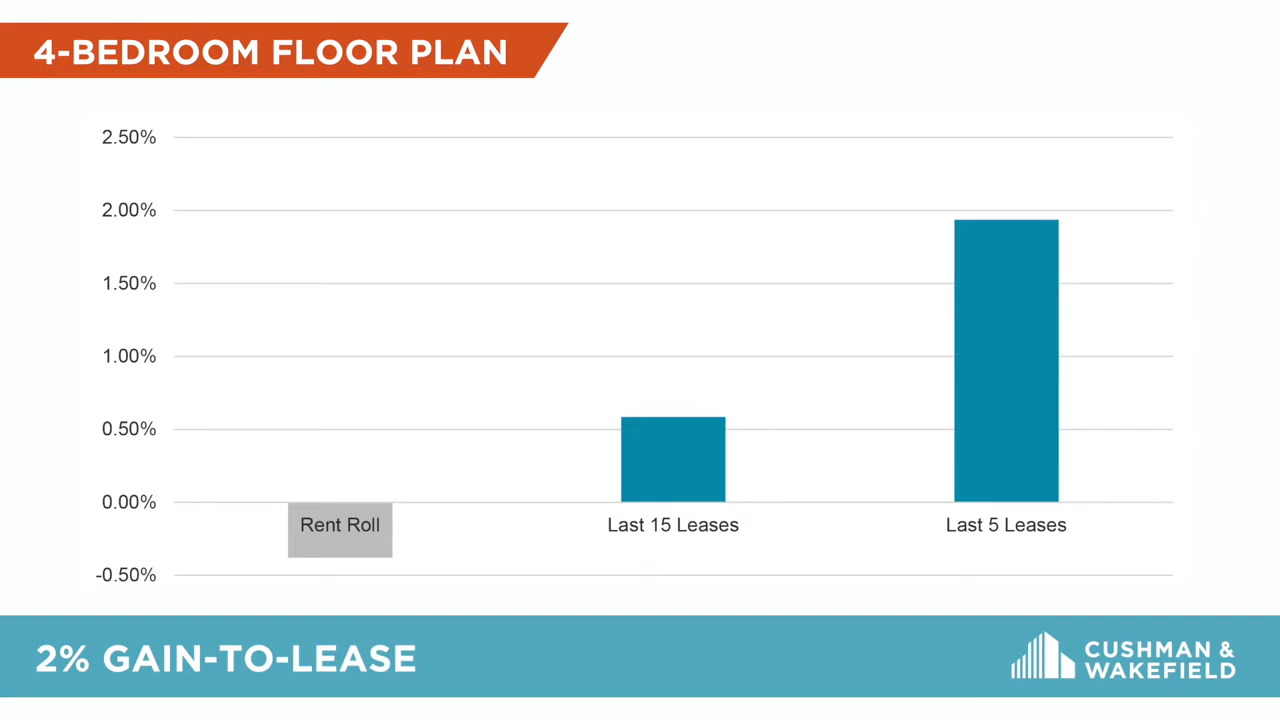 4-BEDROOM FLOOR PLAN
2.50%
2.00%
1.50%
1.00%
0.50%
0.00%
Rent Roll
Last 15 Leases
Last 5 Leases
-0.50%
2% GAIN-TO-LEASE
CUSHMAN &
WAKEFIELD